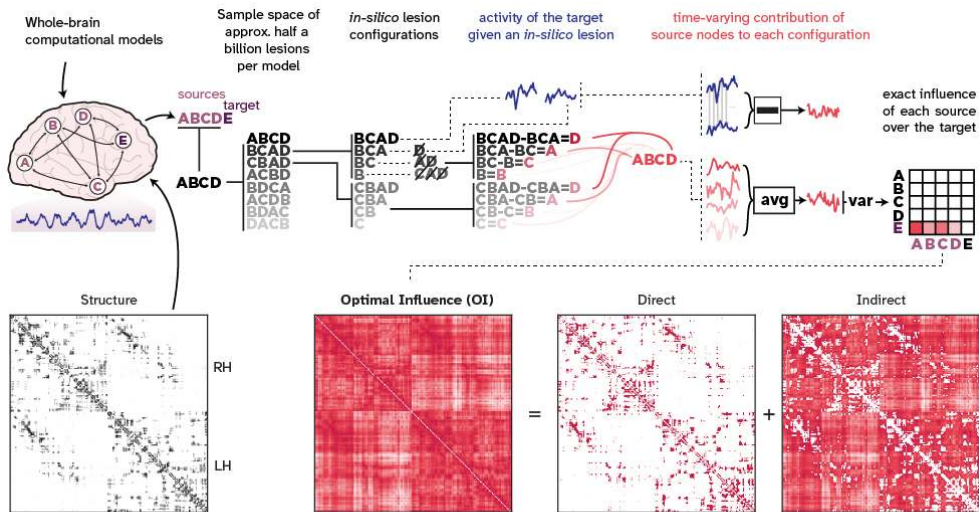 Whole-brain
computational models
Sample space of
approx. half a
billion lesions
per model
in-silico lesion
configurations
activity of the target
given an in-silico lesion
time-varying contribution of
source nodes to each configuration
sources
target
ABCDE
A
B
D
E
C
ABCD
ABCD
BCAD
CBAD
ACBD
BDCA
ACDB
BDAC
DACB
BCAD
BCA
BC
B
CBAD
CBA
CB
C
D
AD
CAD
BCAD-BCA=D
BCA-BC=A
BC-B=C
B=B
CBAD-CBA=D
CBA-CB=A
CB-C=B
C=C
ABCD
avg
var
exact influence
of each source
over the target
A
B
C
D
E
A B C D E
Structure
RH
LH
Optimal Influence (OI)
=
Direct
+
Indirect